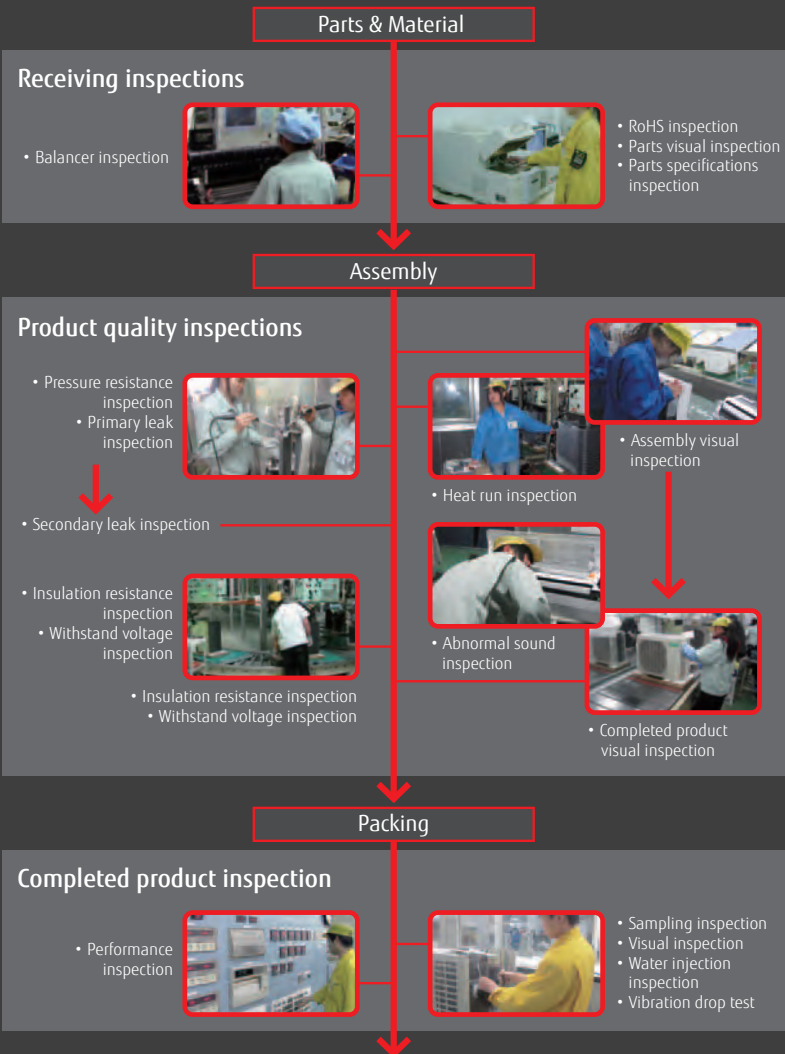 Parts & Material
Receiving inspections
• Balancer inspection
• RoHS inspection
• Parts visual inspection
• Parts specifications
inspection
Assembly
Product quality inspections
• Pressure resistance
inspection
• Primary leak
inspection
• Assembly visual
inspection
• Heat run inspection
• Secondary leak inspection
• Insulation resistance
inspection
• Withstand voltage
inspection
• Abnormal sound
inspection
• Insulation resistance inspection
• Withstand voltage inspection
• Completed product
visual inspection
Packing
Completed product inspection
• Performance
inspection
• Sampling inspection
• Visual inspection
• Water injection
inspection
• Vibration drop test